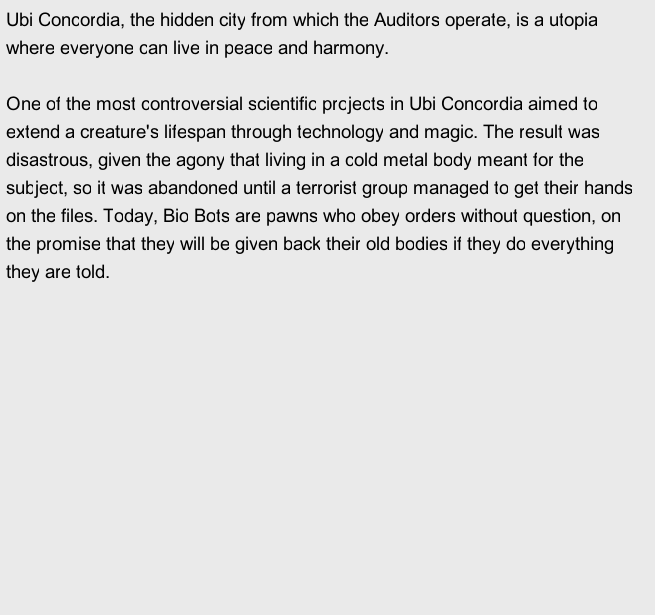 Ubi Concordia, the hidden city from which the Auditors operate, is a utopia
where everyone can live in peace and harmony.
One of the most controversial scientific projects in Ubi Concordia aimed to
extend a creature's lifespan through technology and magic. The result was
disastrous, given the agony that living in a cold metal body meant for the
subject, so it was abandoned until a terrorist group managed to get their hands
on the files. Today, Bio Bots are pawns who obey orders without question, on
the promise that they will be given back their old bodies if they do everything
they are told.